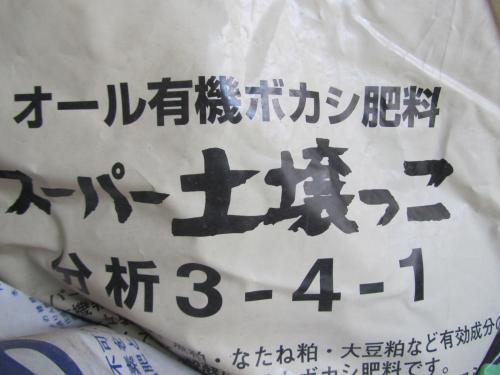 オール有機ボカシ肥料
スーパー土壌っこ
分析3-4-1
粕・なたね粕・大豆粕など有効成分の
ボカシ肥料です。